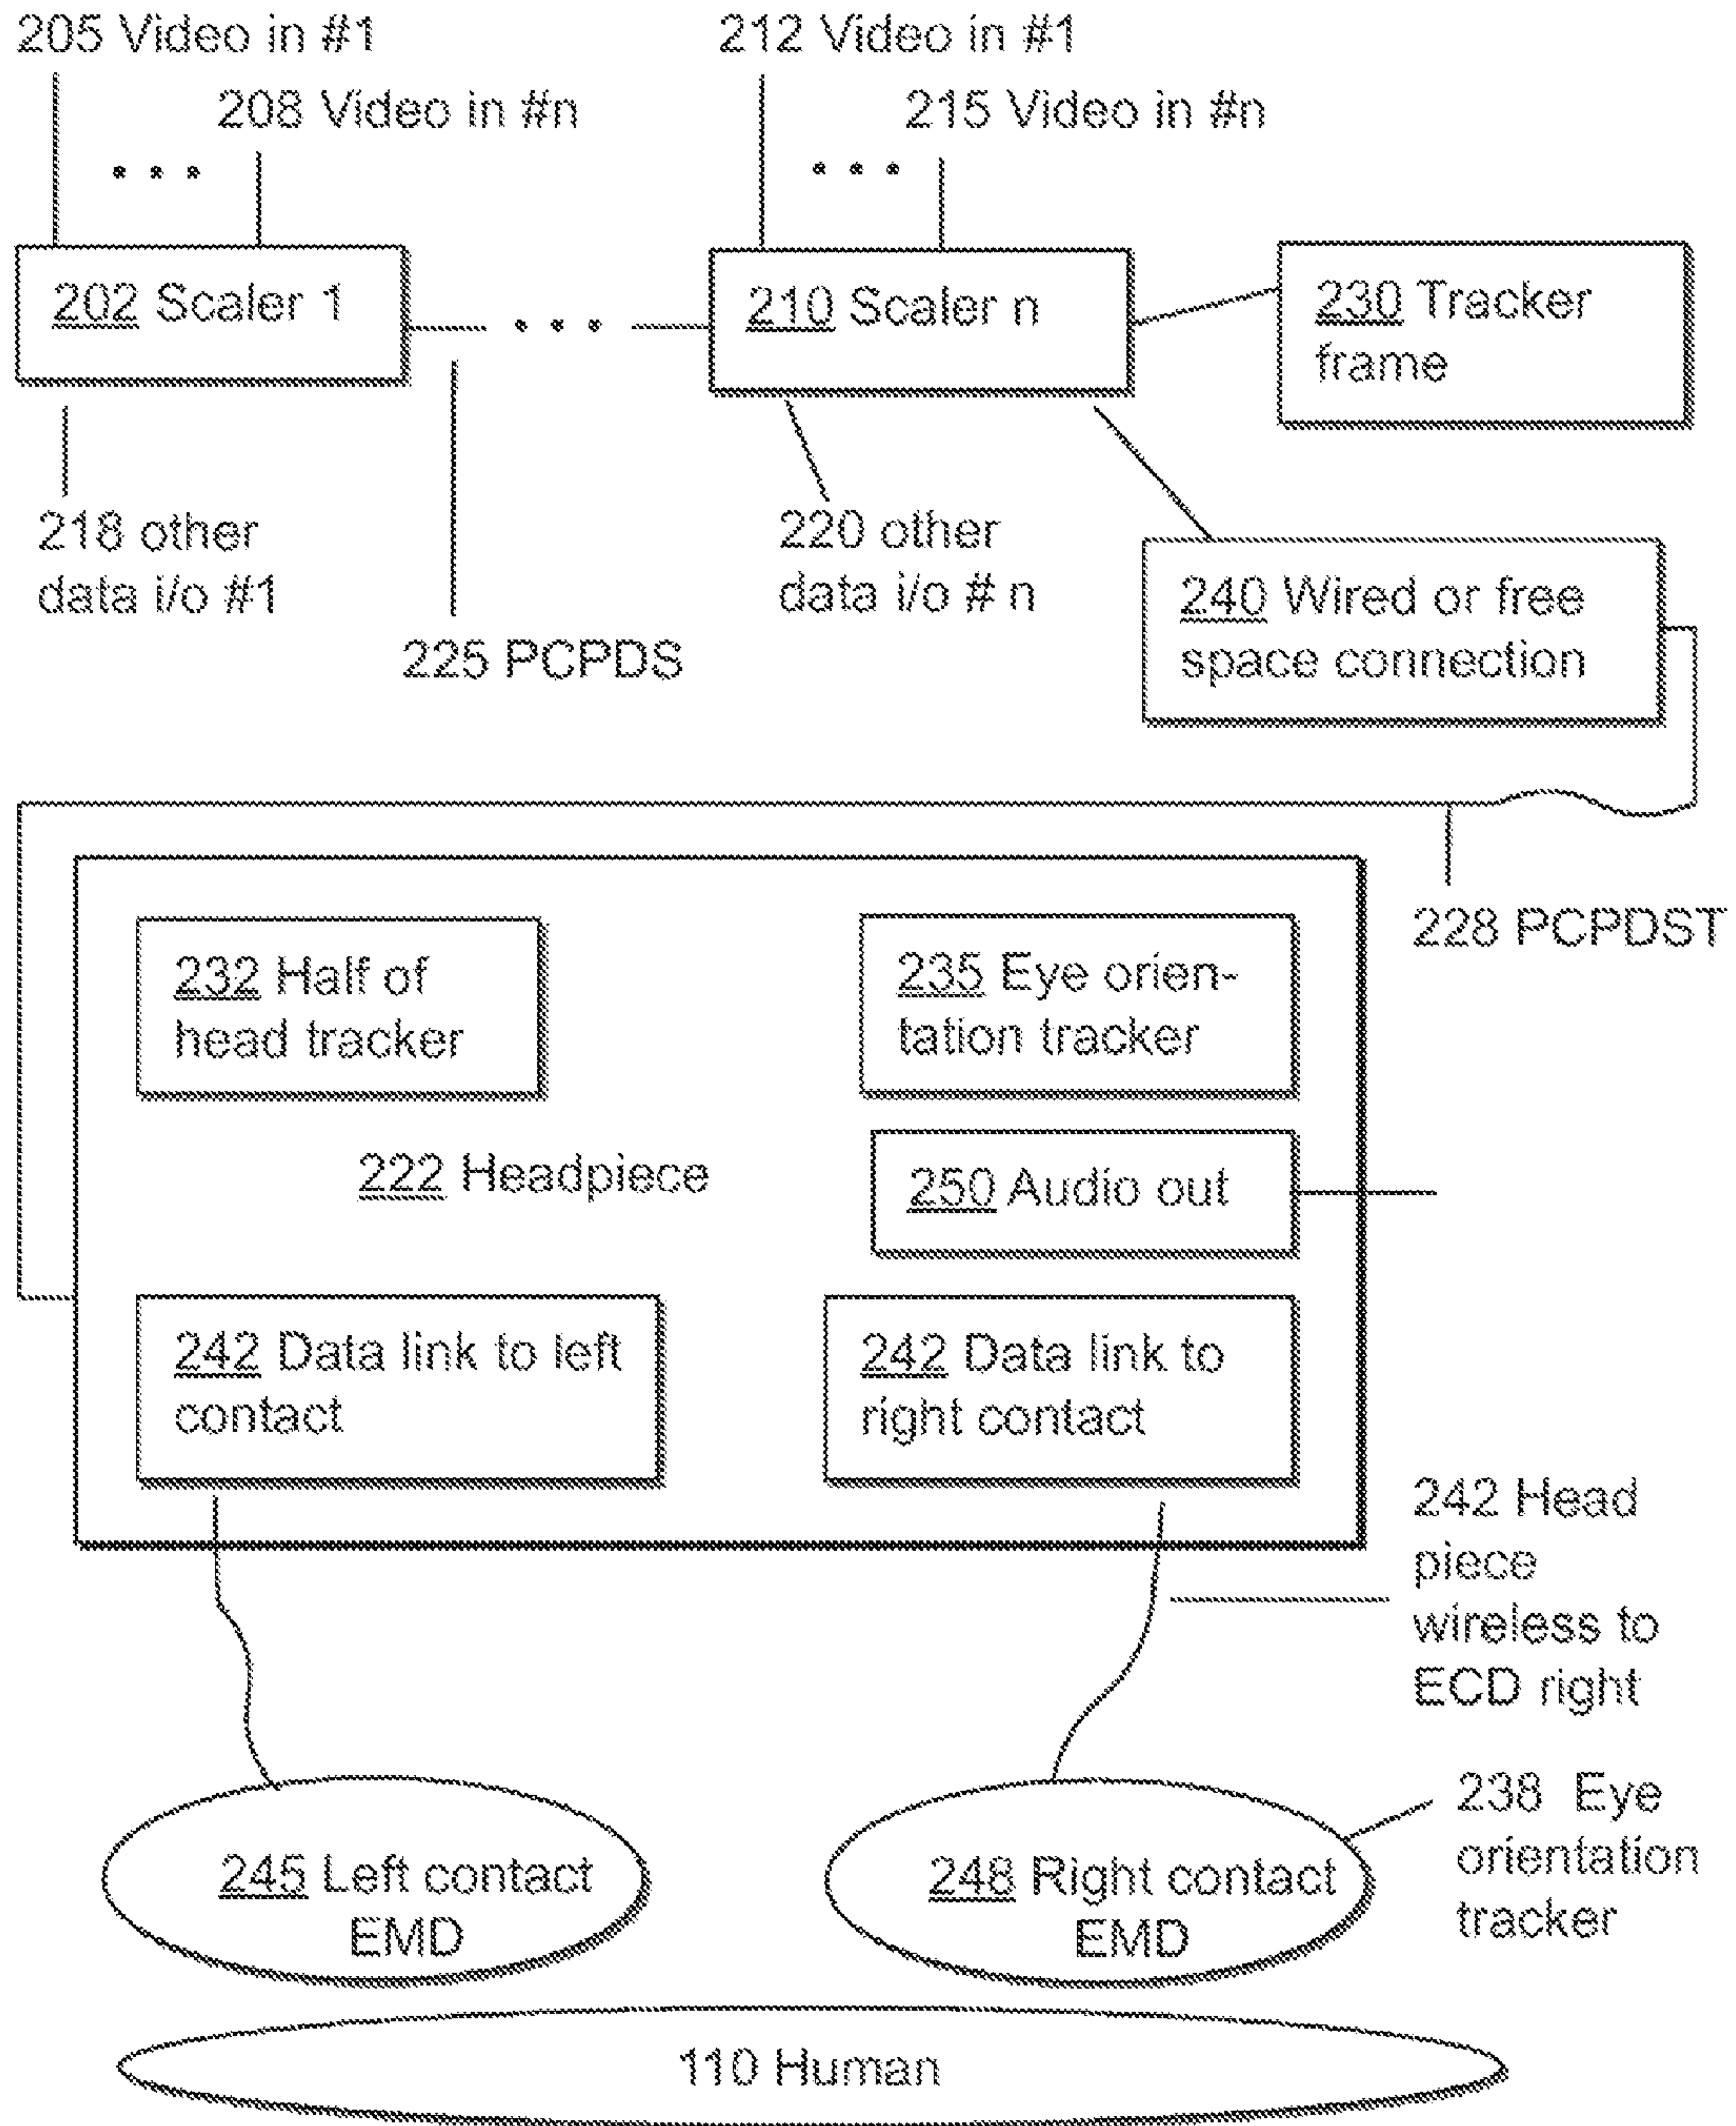 205 Video in #1
212 Video in #1
208 Video in #n
215 Video in #n
• • •
• • •
202 Scaler 1
• • •
210 Scaler n
230 Tracker
frame
218 other
data i/o #1
220 other
data i/o # n
225 PCPDS
240 Wired or free
space connection
228 PCPDST
232 Half of
head tracker
235 Eye orien-
tation tracker
222 Headpiece
250 Audio out
242 Data link to left
contact
242 Data link to
right contact
242 Head
piece
wireless to
ECD right
245 Left contact
EMD
248 Right contact
EMD
238 Eye
orientation
tracker
110 Human